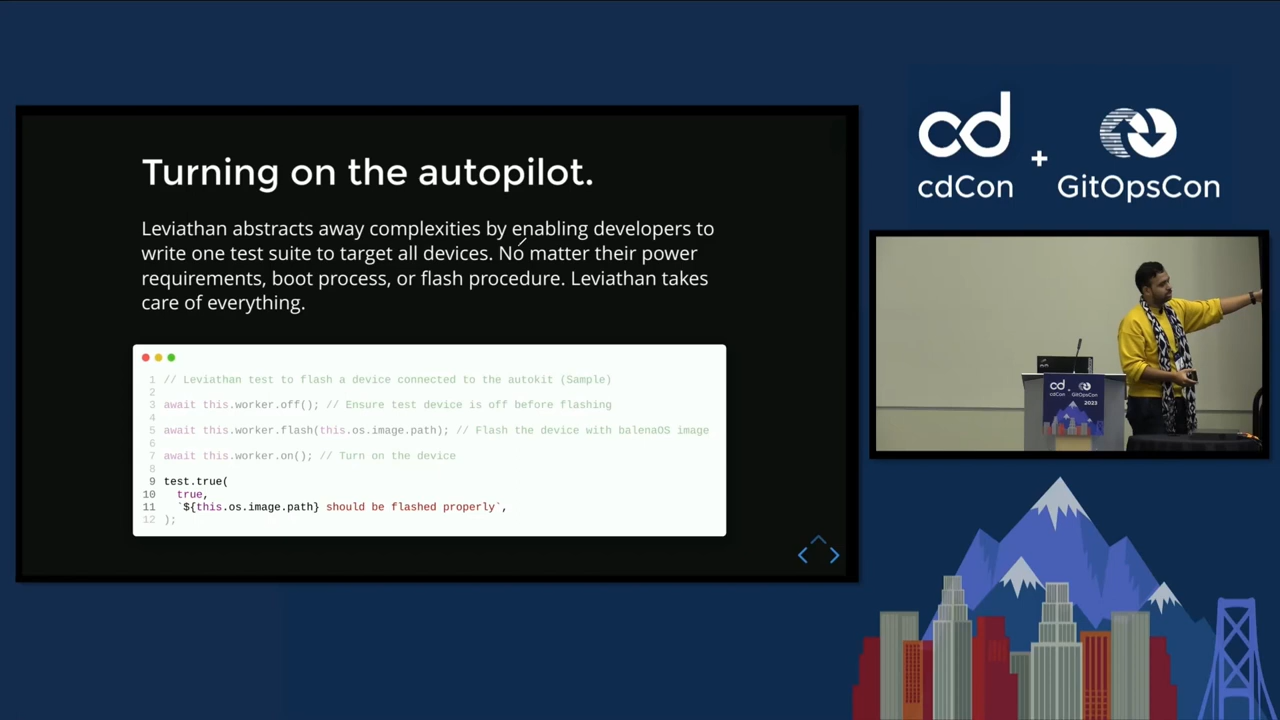 Turning on the autopilot.
Leviathan abstracts away complexities by enabling developers to
write one test suite to target all devices. No matter their power
requirements, boot process, or flash procedure. Leviathan takes
care of everything.
1 // Leviathan test to flash a device connected to the autokit (Sample)
2
3 await this.worker.off(); // Ensure test device is off before flashing
4
5 await this.worker.flash(this.os.image.path); // Flash the device with balenaOS image
6
7 await this.worker.on(); // Turn on the device
8
9 test.true(
10 true,
11 `${this.os.image.path} should be flashed properly`,
12 );
cd + 
cdCon GitOpsCon
cd +
cdCon GitOpsCon
2023